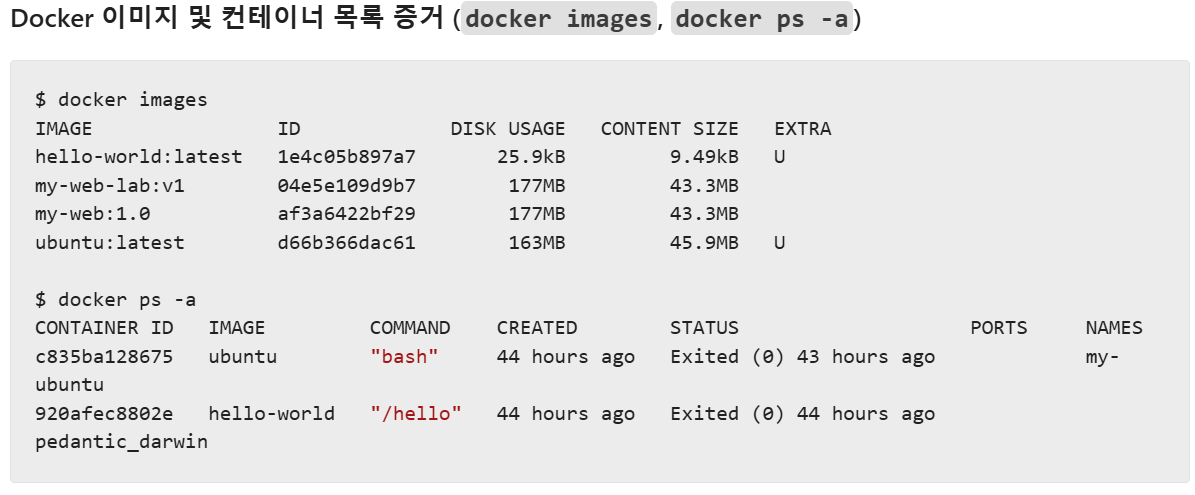 Docker 이미지 및 컨테이너 목록 증거 (docker images, docker ps -a)
$ docker images
IMAGE                ID             DISK USAGE   CONTENT SIZE   EXTRA
hello-world:latest   1e4c05b897a7       25.9kB         9.49kB   U
my-web-lab:v1        04e5e109d9b7        177MB         43.3MB
my-web:1.0           af3a6422bf29        177MB         43.3MB
ubuntu:latest        d66b366dac61        163MB         45.9MB   U
$ docker ps -a
CONTAINER ID   IMAGE         COMMAND    CREATED        STATUS                    PORTS     NAMES
c835ba128675   ubuntu        "bash"     44 hours ago   Exited (0) 43 hours ago             my-
ubuntu
920afec8802e   hello-world   "/hello"   44 hours ago   Exited (0) 44 hours ago
pedantic_darwin